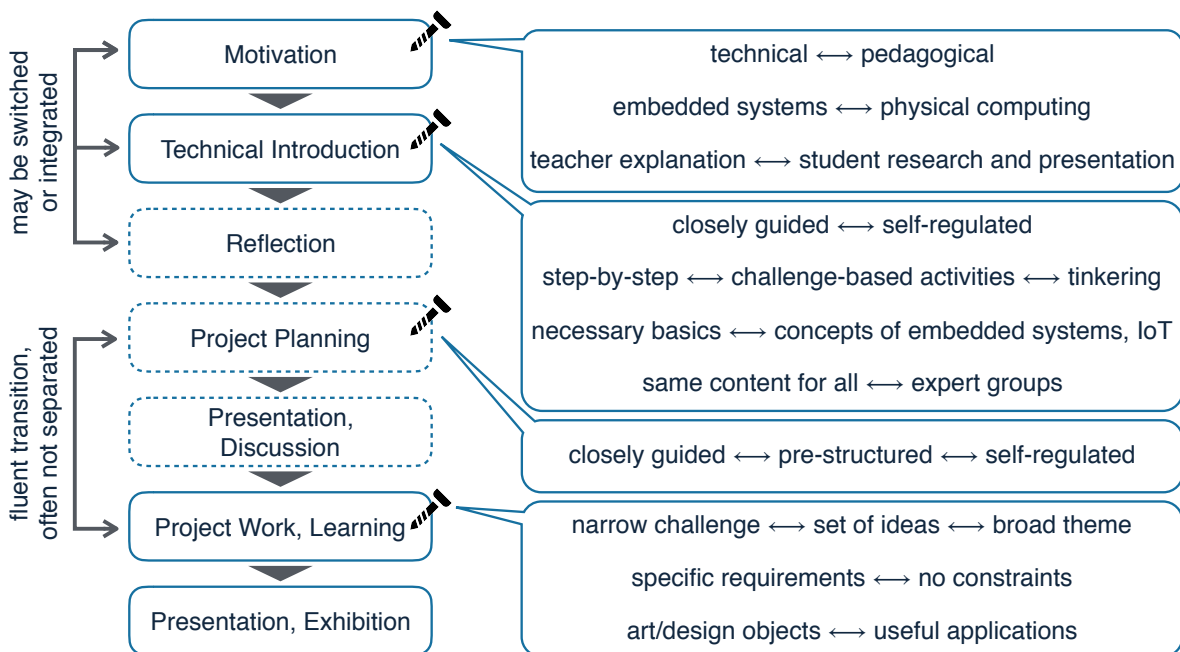 may be switched
or integrated
fluent transition,
often not separated
Motivation
Technical Introduction
Reflection
Project Planning
Presentation,
Discussion
Project Work, Learning
Presentation, Exhibition
technical ⟷ pedagogical
embedded systems ⟷ physical computing
teacher explanation ⟷ student research and presentation
closely guided ⟷ self-regulated
step-by-step ⟷ challenge-based activities ⟷ tinkering
necessary basics ⟷ concepts of embedded systems, IoT
same content for all ⟷ expert groups
closely guided ⟷ pre-structured ⟷ self-regulated
narrow challenge ⟷ set of ideas ⟷ broad theme
specific requirements ⟷ no constraints
art/design objects ⟷ useful applications